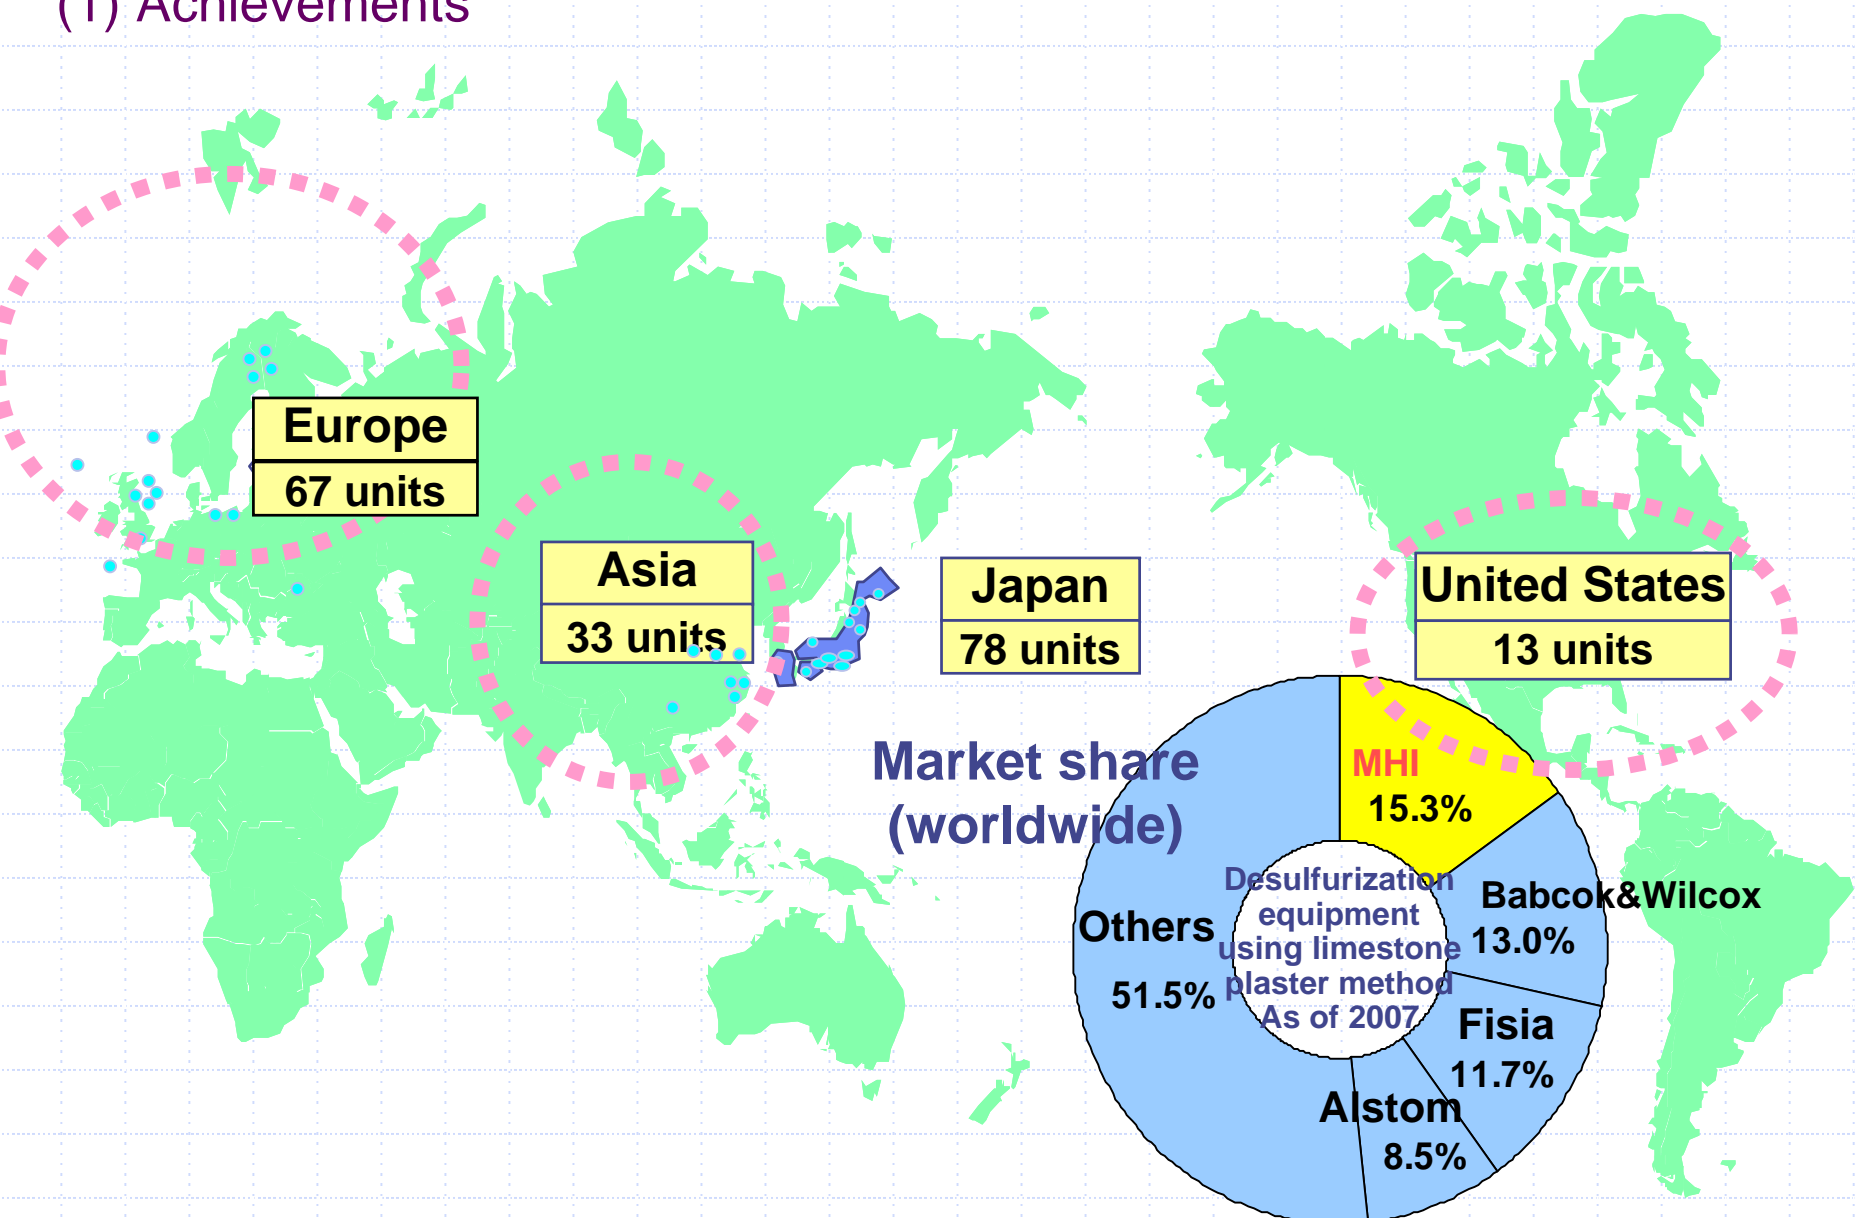 (1) Achievements
Europe
67 units
Asia
33 units
Japan
78 units
United States
13 units
Market share
(worldwide)
MHI
15.3%
Babcok&Wilcox
13.0%
Fisia
11.7%
Alstom
8.5%
Others
51.5%
Desulfurization
equipment
using limestone
plaster method
As of 2007